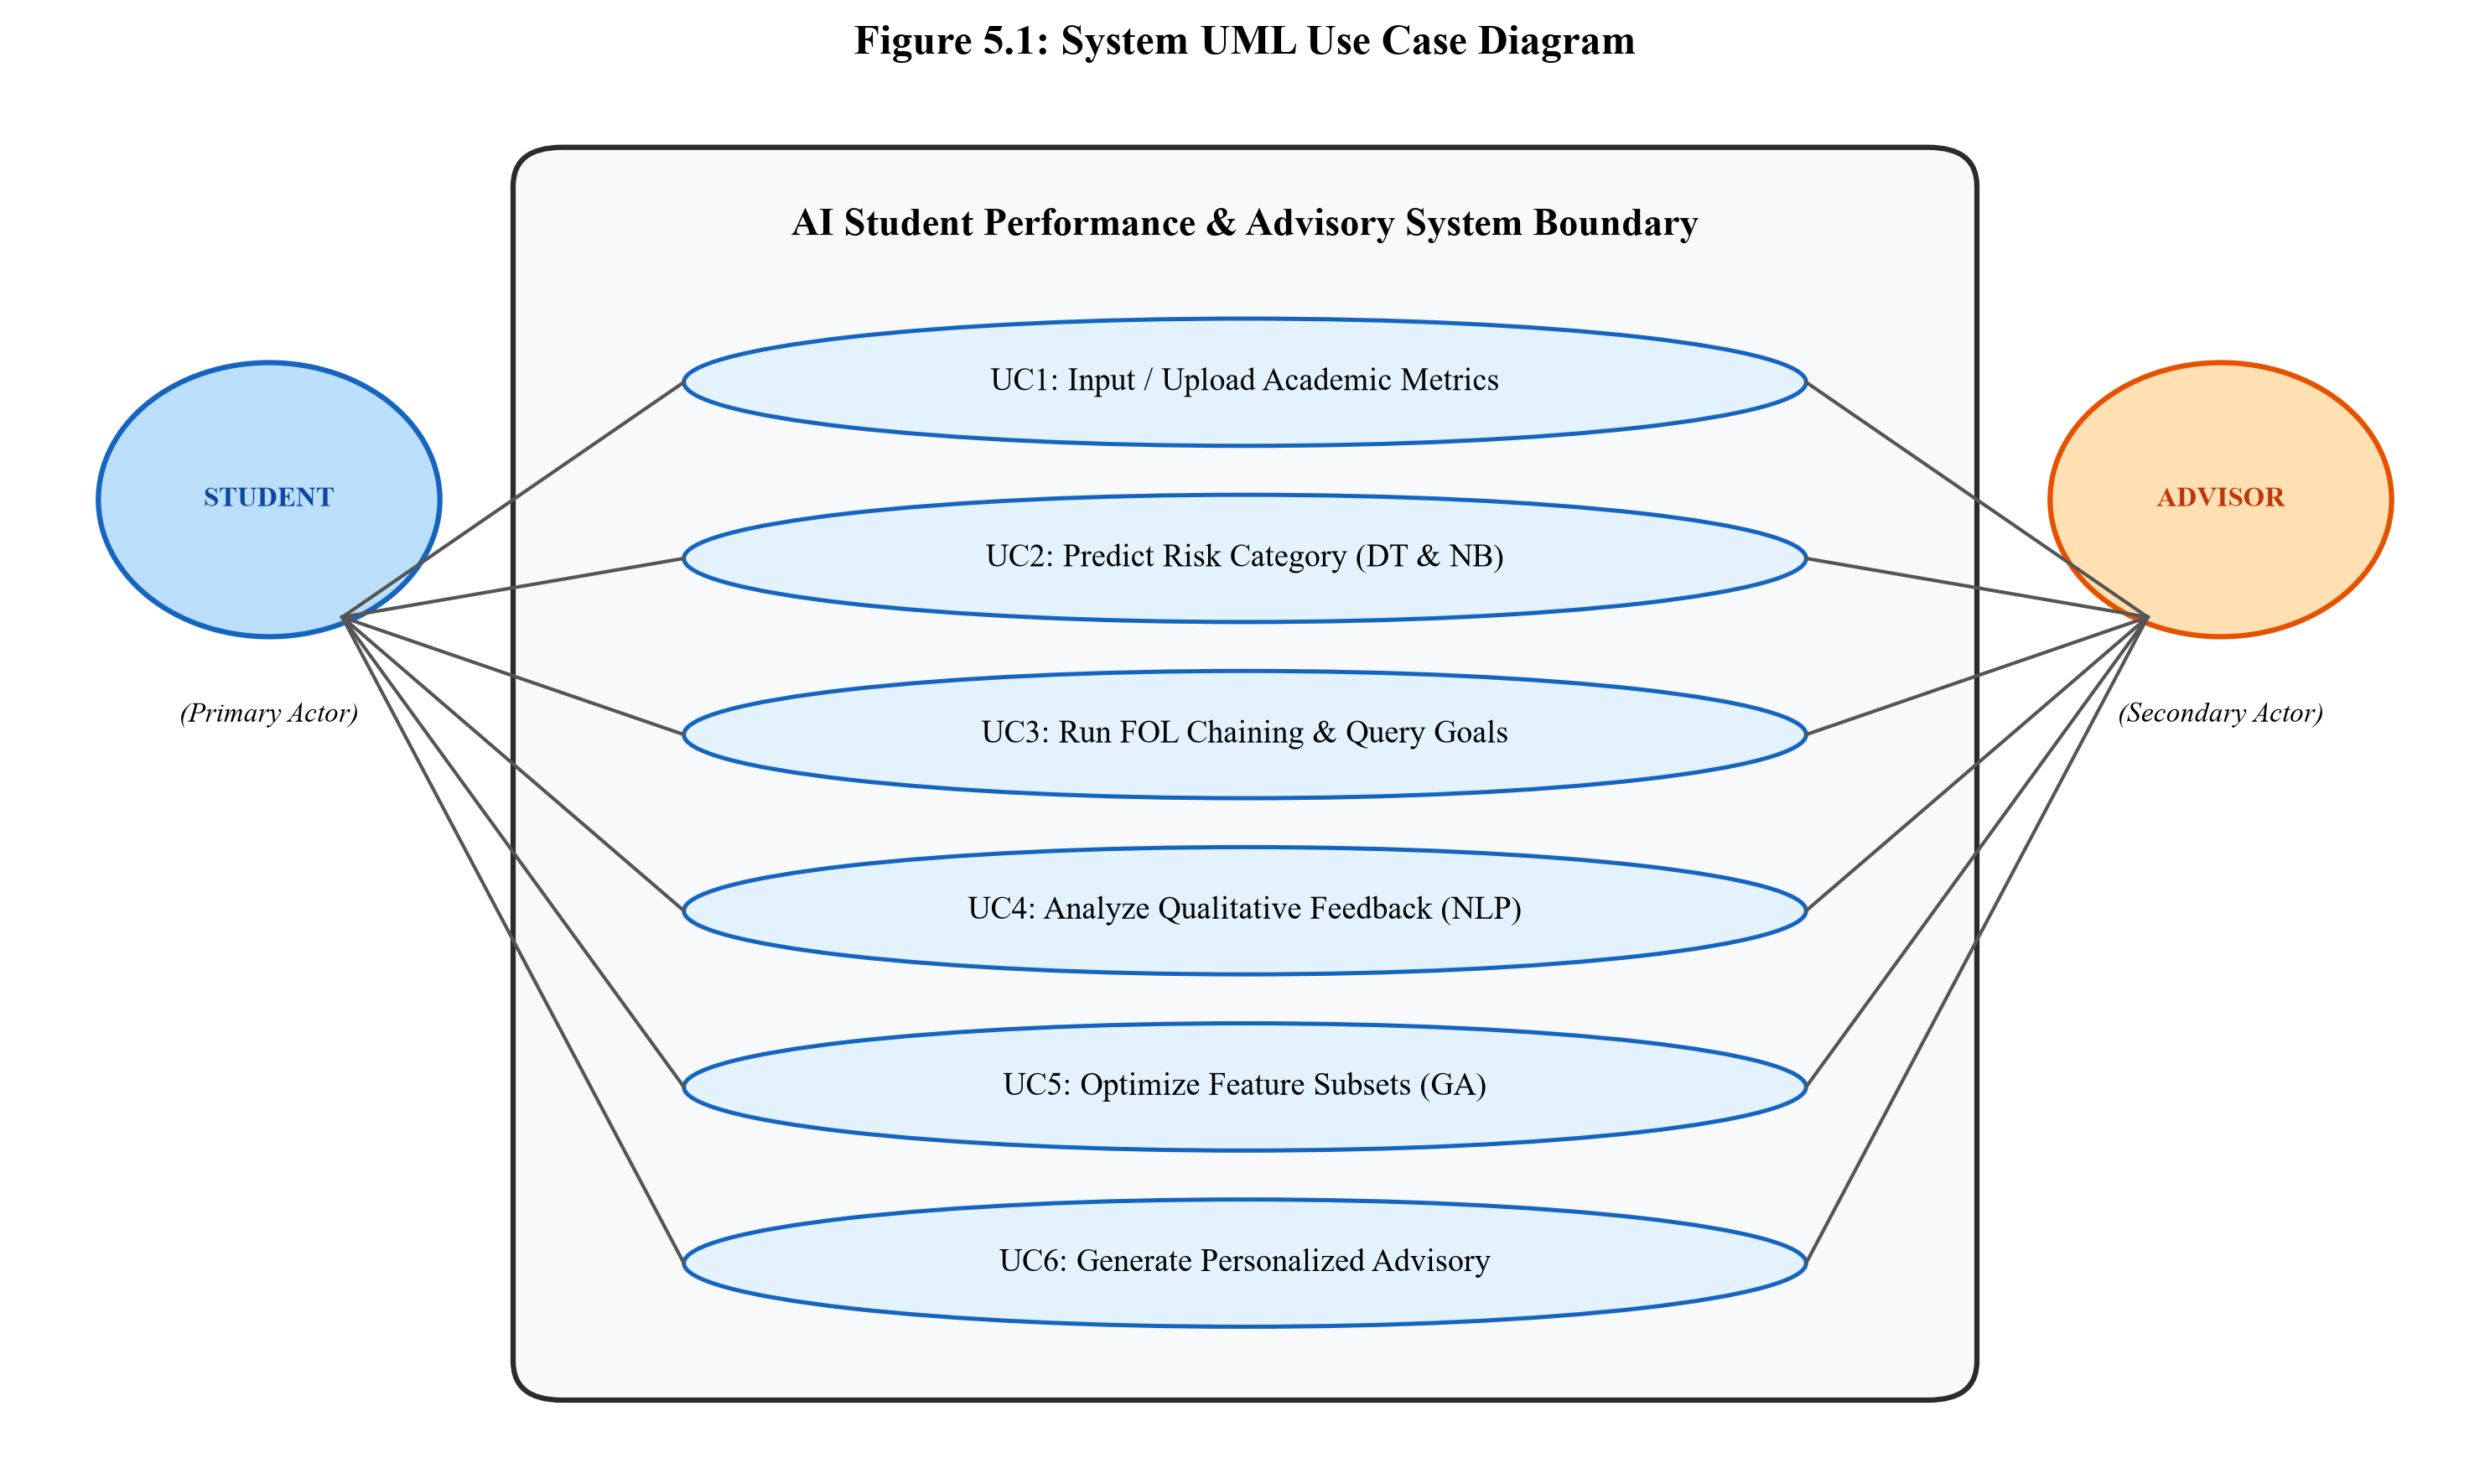 Figure 5.1: System UML Use Case Diagram
AI Student Performance & Advisory System Boundary
UC1: Input / Upload Academic Metrics
STUDENT
ADVISOR
UC2: Predict Risk Category (DT & NB)
(Primary Actor)
(Secondary Actor)
UC3: Run FOL Chaining & Query Goals
UC4: Analyze Qualitative Feedback (NLP)
UC5: Optimize Feature Subsets (GA)
UC6: Generate Personalized Advisory